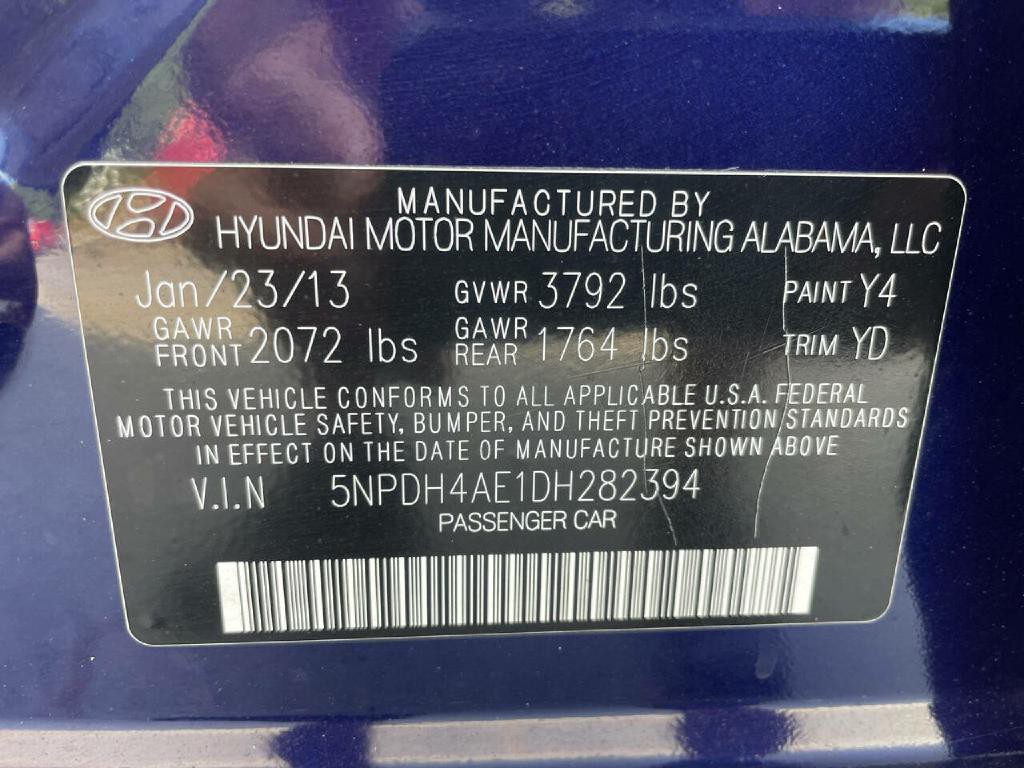 MANUFACTURED BY
HYUNDAI MOTOR MANUFACTURING ALABAMA, LLC
Jan/23/13 GVWR 3792 lbs PAINT Y4
GAWR FRONT 2072 lbs GAWR REAR 1764 lbs TRIM YD
THIS VEHICLE CONFORMS TO ALL APPLICABLE U.S.A. FEDERAL
MOTOR VEHICLE SAFETY, BUMPER, AND THEFT PREVENTION STANDARDS
IN EFFECT ON THE DATE OF MANUFACTURE SHOWN ABOVE
V.I.N 5NPDH4AE1DH282394
PASSENGER CAR